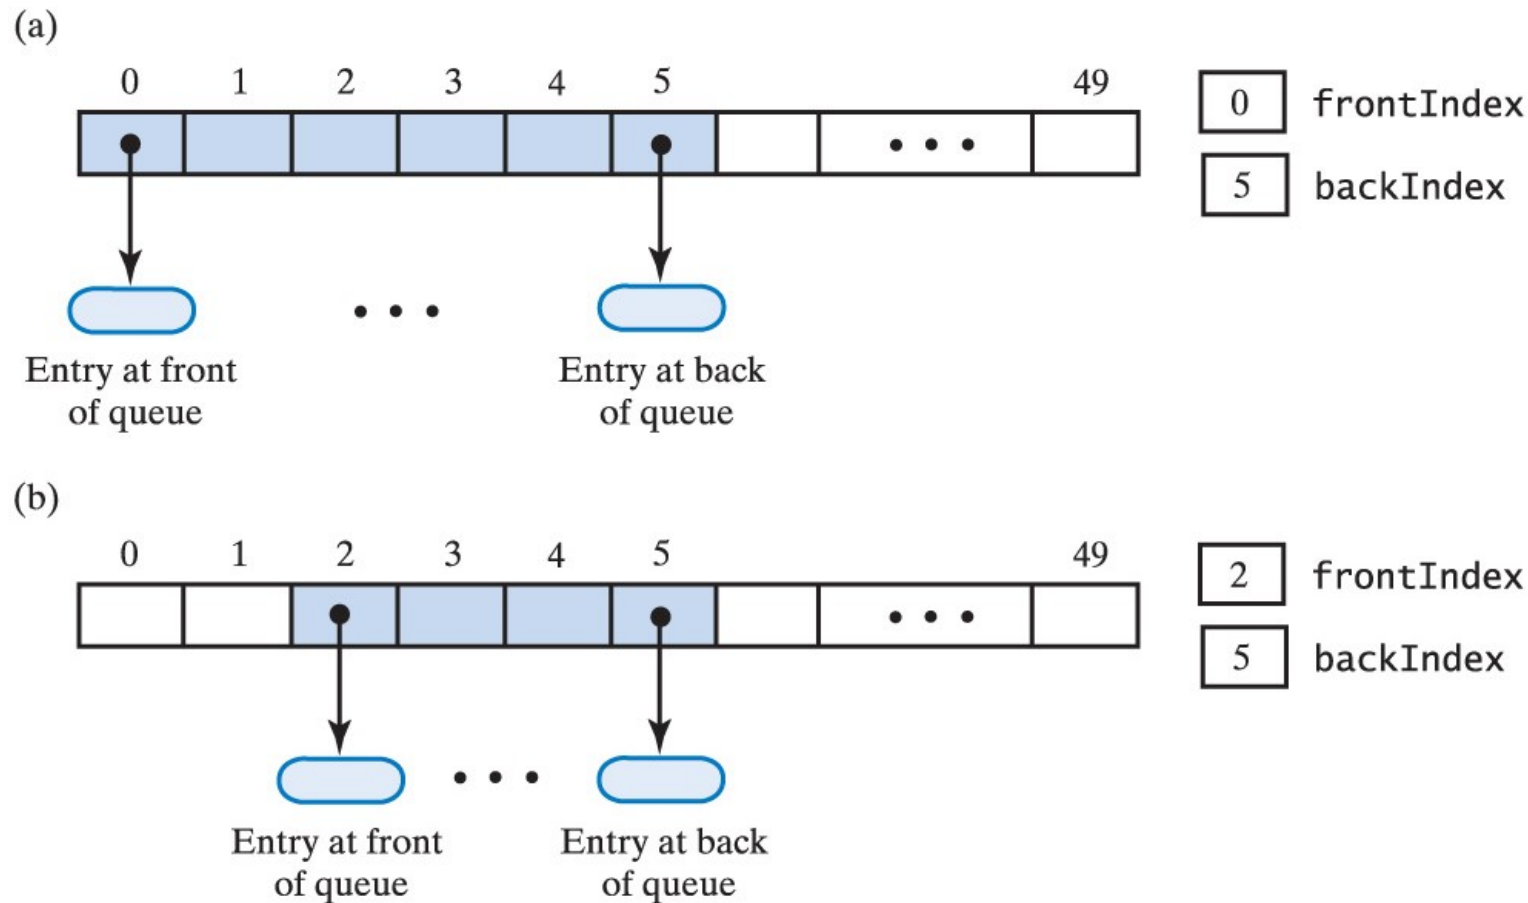 (a)
0 1 2 3 4 5 49
0 frontIndex
5 backIndex
Entry at front
of queue
Entry at back
of queue
(b)
0 1 2 3 4 5 49
2 frontIndex
5 backIndex
Entry at front
of queue
Entry at back
of queue